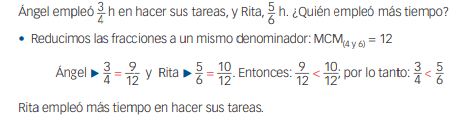 Ángel empleó 3/4 h en hacer sus tareas, y Rita, 5/6 h. ¿Quién empleó más tiempo?
• Reducimos las fracciones a un mismo denominador: MCM(4 y 6) = 12
Ángel ▶ 3/4 = 9/12 y Rita ▶ 5/6 = 10/12. Entonces: 9/12 < 10/12; por lo tanto: 3/4 < 5/6
Rita empleó más tiempo en hacer sus tareas.